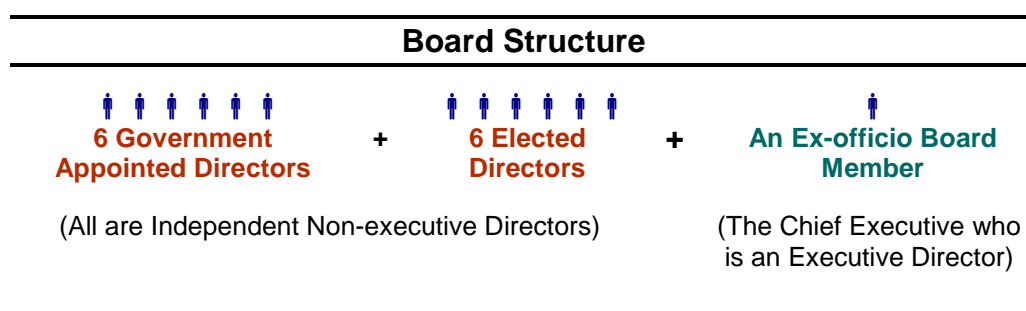 Board Structure
6 Government
Appointed Directors
+
6 Elected
Directors
+
An Ex-officio Board
Member
(All are Independent Non-executive Directors)
(The Chief Executive who
is an Executive Director)